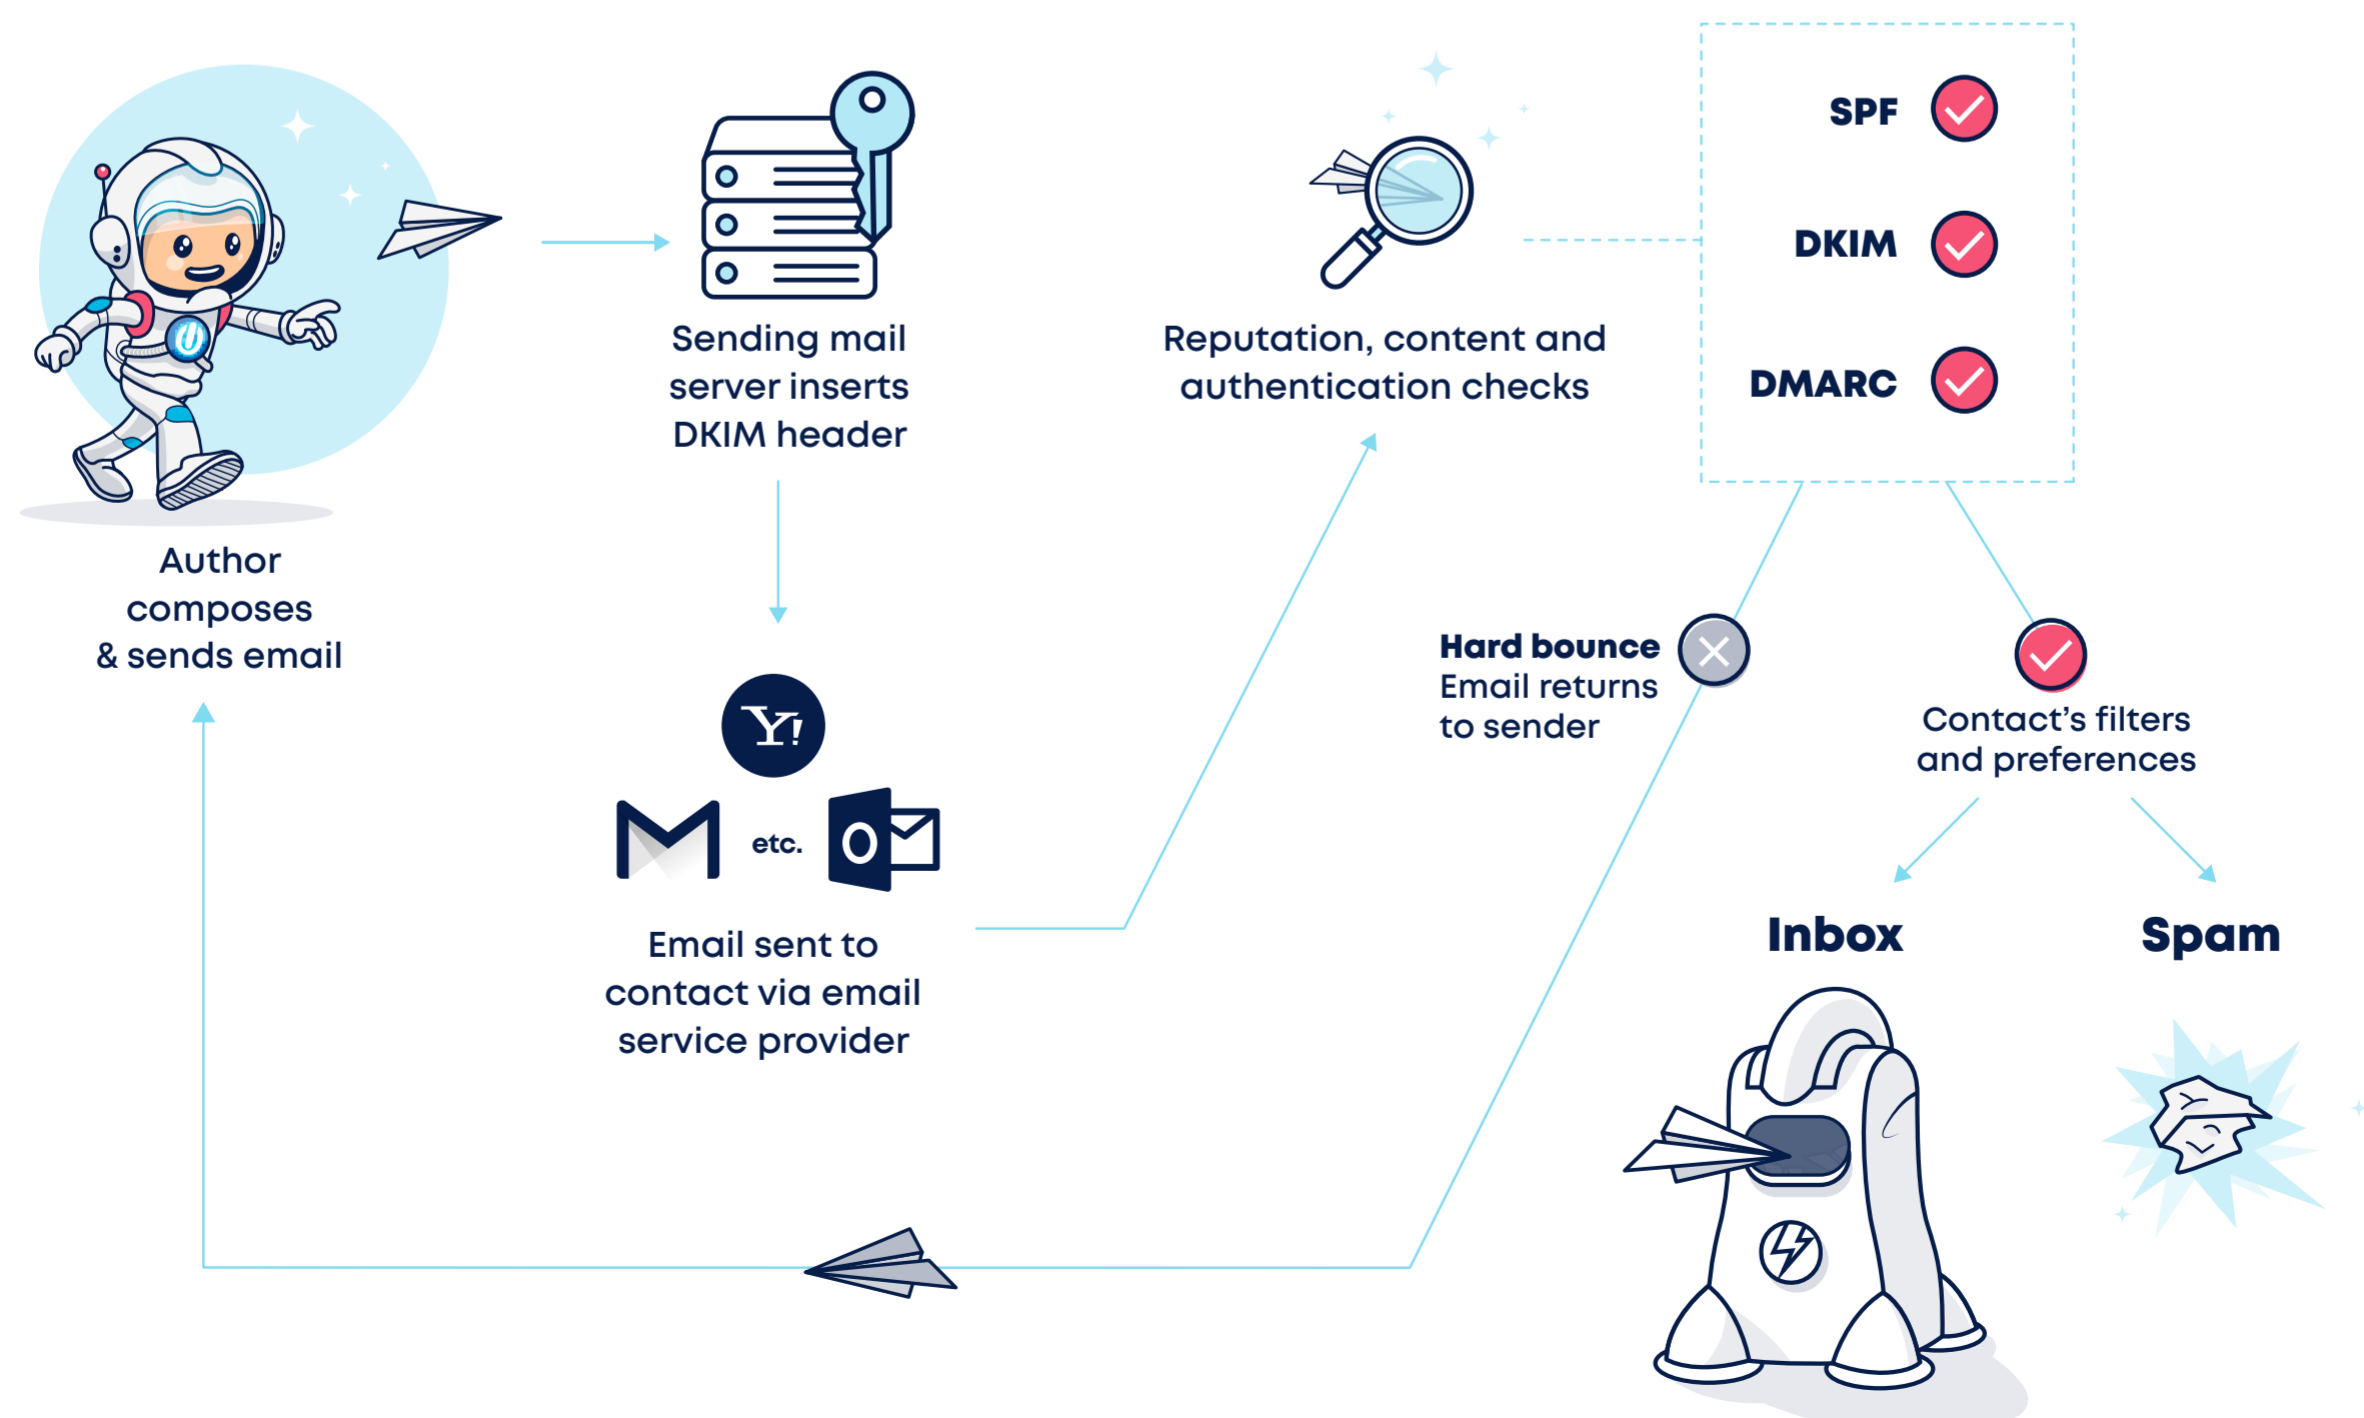 Author
composes
& sends email
Sending mail
server inserts
DKIM header
Y!
M
etc.
O
Email sent to
contact via email
service provider
Reputation, content and
authentication checks
SPF
DKIM
DMARC
Hard bounce
Email returns
to sender
Contact's filters
and preferences
Inbox
Spam